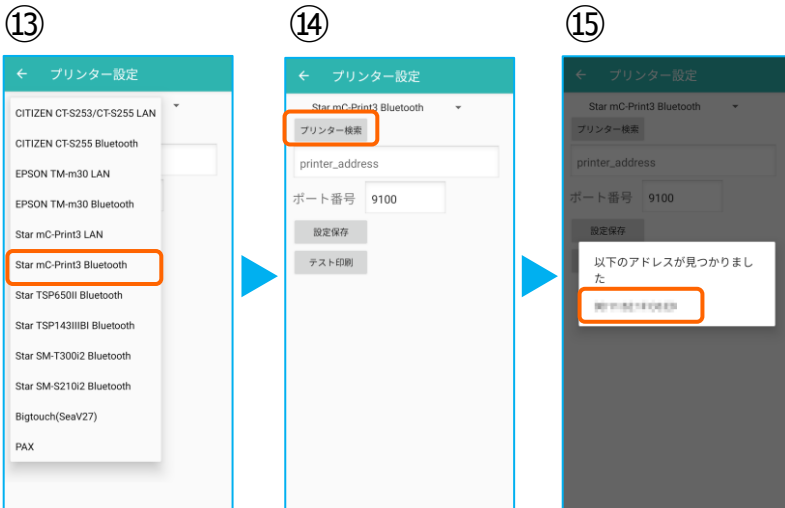 ⑬
← プリンター設定
CITIZEN CT-S253/CT-S255 LAN
CITIZEN CT-S255 Bluetooth
EPSON TM-m30 LAN
EPSON TM-m30 Bluetooth
Star mC-Print3 LAN
Star mC-Print3 Bluetooth
Star TSP650II Bluetooth
Star TSP143IIIBI Bluetooth
Star SM-T300i2 Bluetooth
Star SM-S210i2 Bluetooth
Bigtouch(SeaV27)
PAX
⑭
← プリンター設定
Star mC-Print3 Bluetooth
プリンター検索
printer_address
ポート番号 9100
設定保存
テスト印刷
⑮
← プリンター設定
Star mC-Print3 Bluetooth
プリンター検索
printer_address
ポート番号 9100
設定保存
以下のアドレスが見つかりまし
た